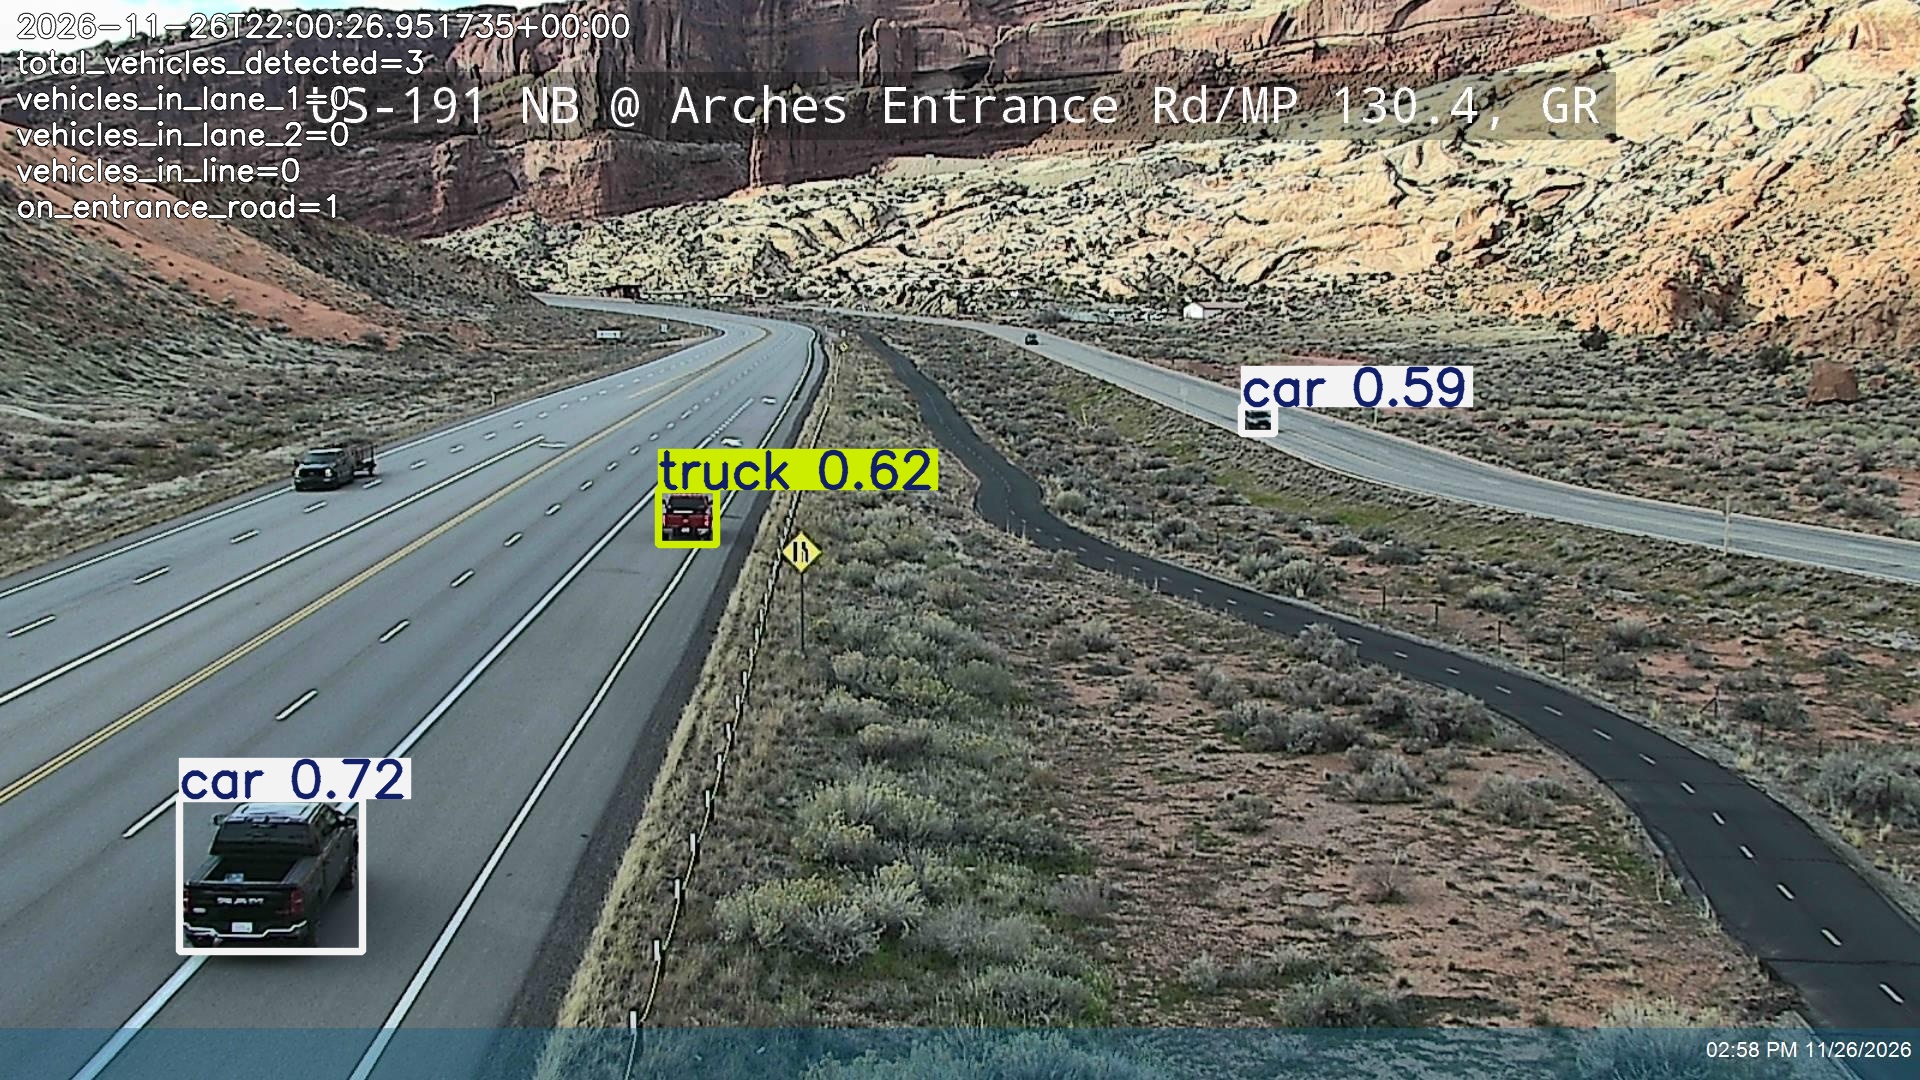 2026-11-26T22:00:26.951735+00:00
total_vehicles_detected=3
vehicles_in_lane_1=0
US-191 NB @ Arches Entrance Rd/MP 130.4, GR
vehicles_in_lane_2=0
vehicles_in_line=0
on_entrance_road=1
car 0.59
truck 0.62
car 0.72
RAM
02:58 PM 11/26/2026